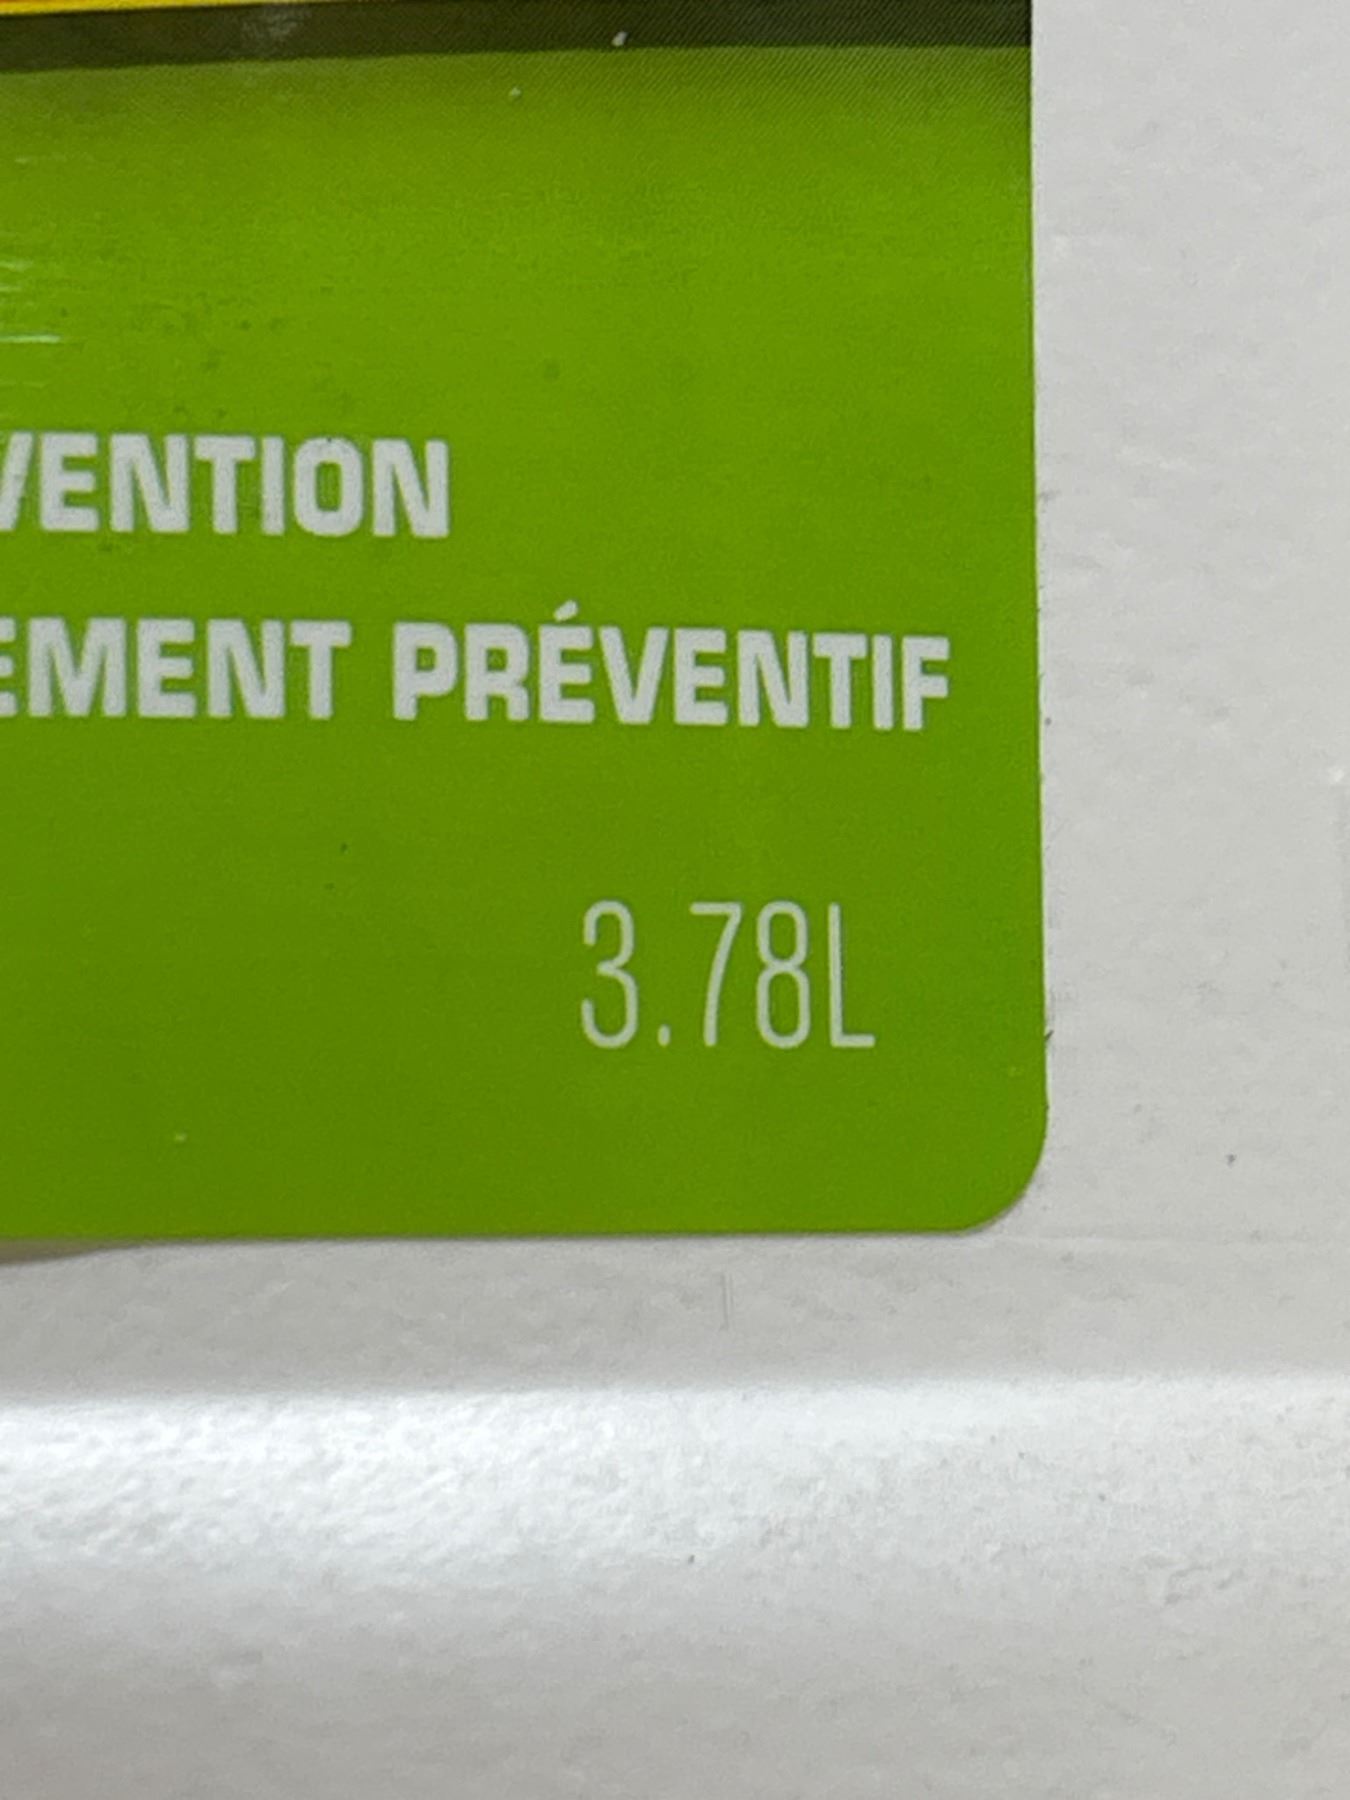 VENTION
EMENT PRÉVENTIF
3.78L